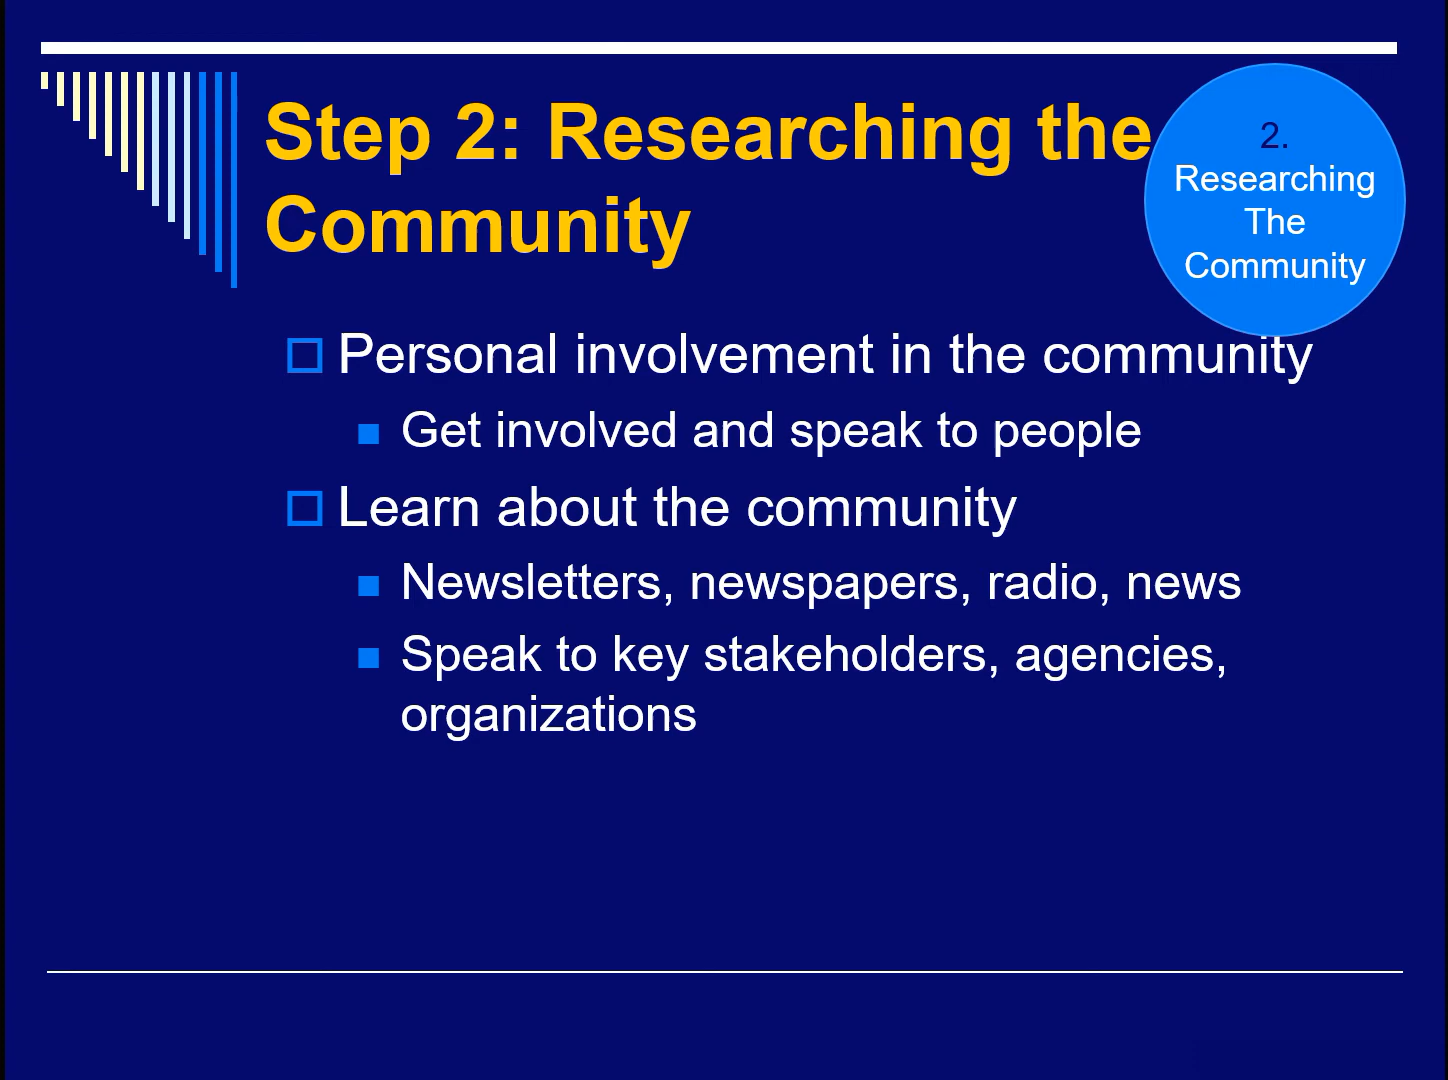 Step 2: Researching the
Community
2.
Researching
The
Community
Personal involvement in the community
Get involved and speak to people
Learn about the community
Newsletters, newspapers, radio, news
Speak to key stakeholders, agencies,
organizations